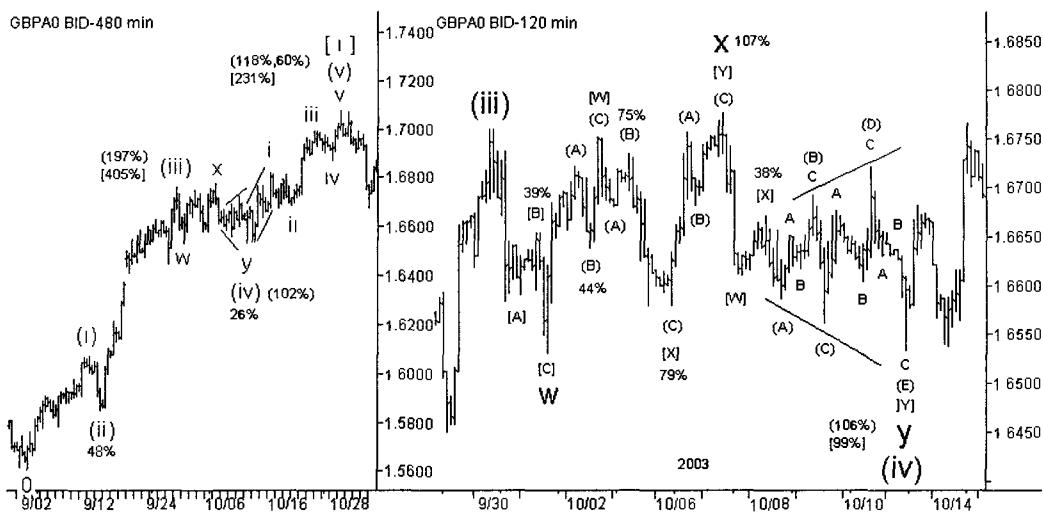 GBPA0 BID-480 min
1.7400
1.7200
1.7000
1.6800
1.6600
1.6400
1.6200
1.6000
1.5800
1.5600
[ı]
(118%,60%)
(v)
[231%]
v
iii
(197%)
(iii)
[405%]
x
i
iv
ii
w
y
(iv)
(102%)
26%
(ı)
(ii)
48%
0
9/02
9/12
9/24
10/06
10/16
10/28
GBPA0 BID-120 min
1.6850
1.6800
1.6750
1.6700
1.6650
1.6600
1.6550
1.6500
1.6450
X 107%
[Y]
(C)
(iii)
[W]
(C)
75%
(B)
(A)
(A)
39%
[B]
(A)
(B)
(B)
44%
[A]
[C]
W
(C)
[X]
79%
[W]
38%
[X]
A
B
(A)
(B)
C
A
(C)
(D)
C
B
B
A
C
(E)
[Y]
(106%)
[99%]
y
(iv)
2003
9/30
10/02
10/06
10/08
10/10
10/14